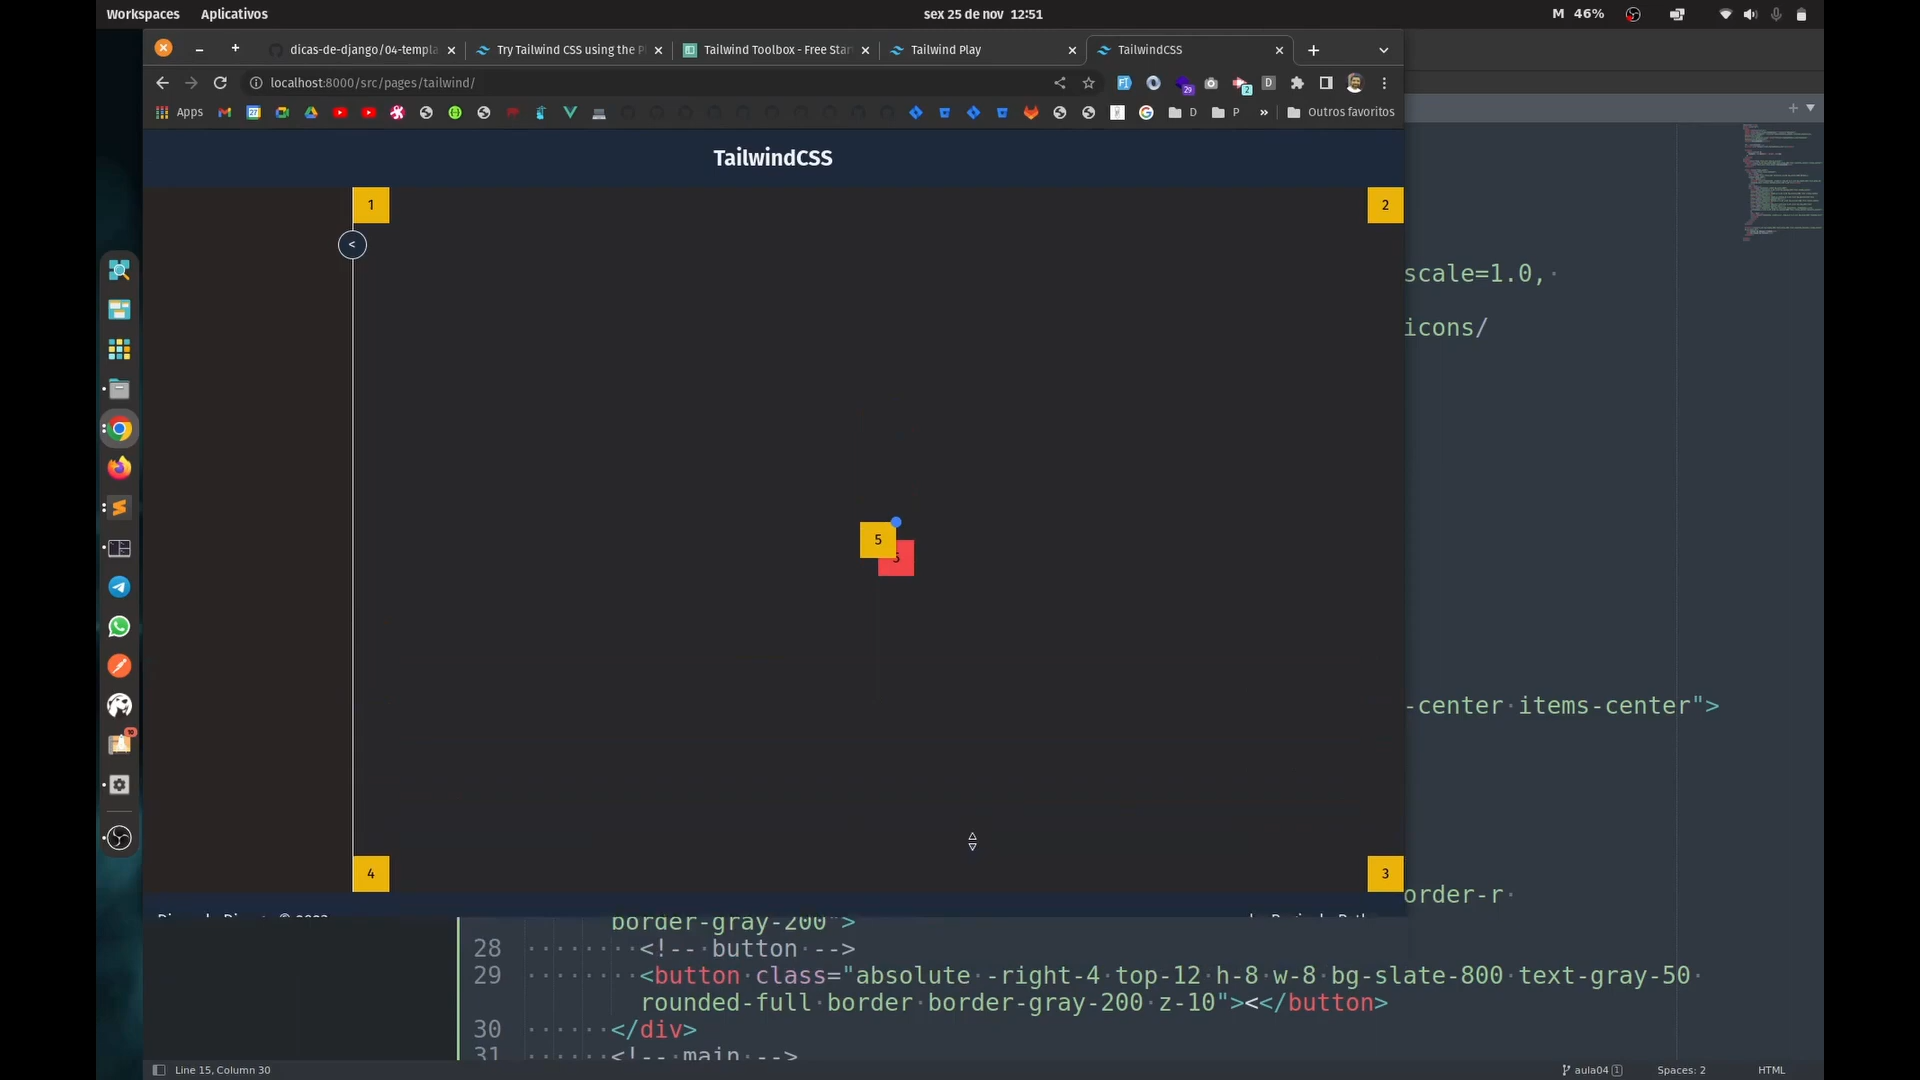 Workspaces Aplicativos sex 25 de nov 12:51 M 46%
dicas-de-django/04-templa Try Tailwind CSS using the P Tailwind Toolbox - Free Star Tailwind Play TailwindCSS
localhost:8000/src/pages/tailwind/
Apps D P » Outros favoritos
TailwindCSS
1
2
<
scale=1.0,
icons/
5
-center items-center">
4
3
order-r
border-gray-200">
28 <!-- button -->
29 <button class="absolute -right-4 top-12 h-8 w-8 bg-slate-800 text-gray-50
rounded-full border border-gray-200 z-10"><</button>
30 </div>
31 <!-- main -->
Line 15, Column 30 aula04 1 Spaces: 2 HTML